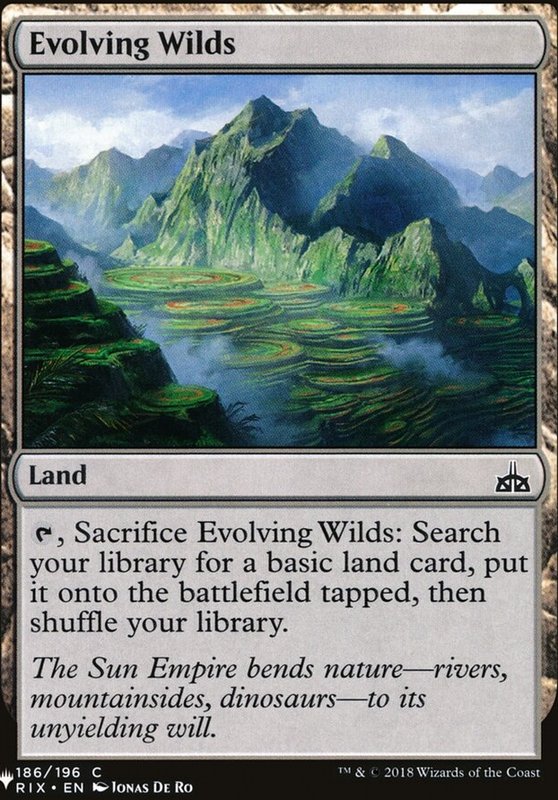 Evolving Wilds
Land
, Sacrifice Evolving Wilds: Search
your library for a basic land card, put
it onto the battlefield tapped, then
shuffle your library.
The Sun Empire bends nature—rivers,
mountainsides, dinosaurs—to its
unyielding will.
186/196 C
RIX • EN Jonas De Ro
™ & © 2018 Wizards of the Coast